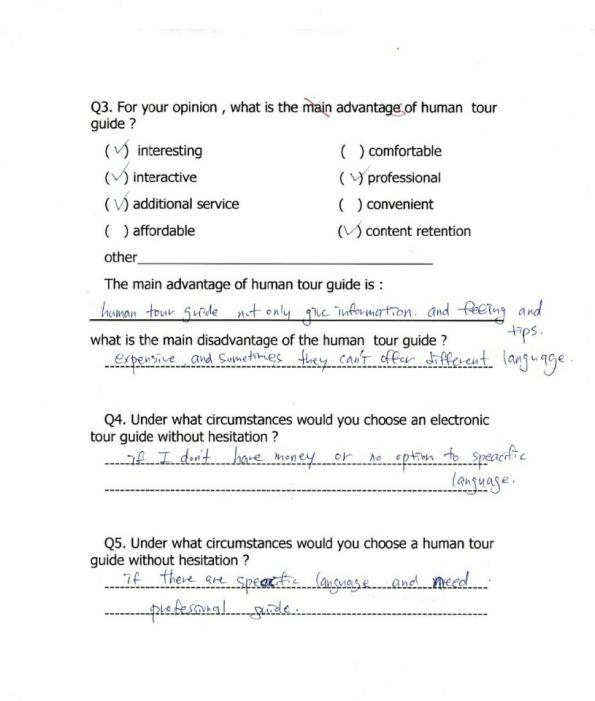 Q3. For your opinion , what is the main advantages of human tour
guide ?
(✓) interesting ( ) comfortable
(✓) interactive (✓) professional
(✓) additional service ( ) convenient
( ) affordable (✓) content retention
other
The main advantage of human tour guide is :
human tour guide not only give information. and feeling and
tips.
what is the main disadvantage of the human tour guide ?
expensive and sometimes they can't offer different language.
Q4. Under what circumstances would you choose an electronic
tour guide without hesitation ?
if I don't have money or no option to speacific
language.
Q5. Under what circumstances would you choose a human tour
guide without hesitation ?
if there are specific language and need
professional guide.